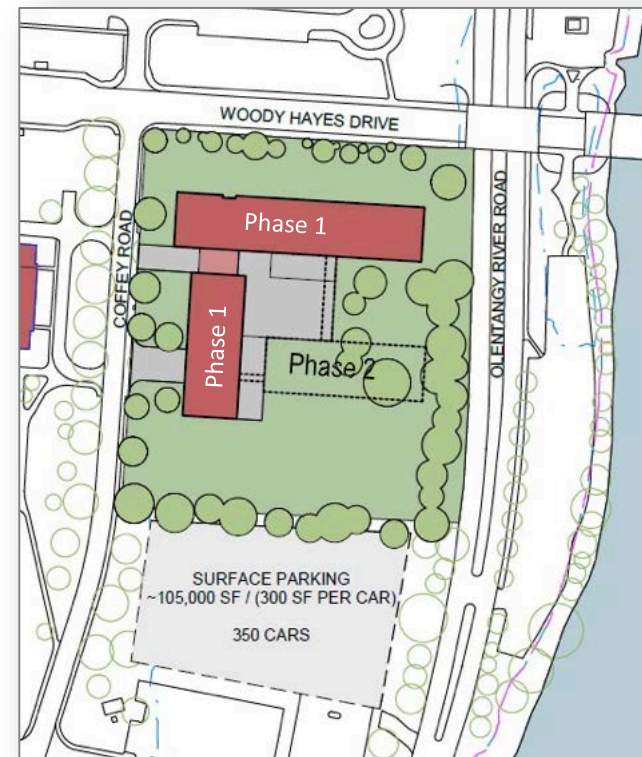 WOODY HAYES DRIVE
Phase 1
COFFEY ROAD
OLENTANGY RIVER ROAD
Phase 1
Phase 2
SURFACE PARKING
~105,000 SF / (300 SF PER CAR)
350 CARS